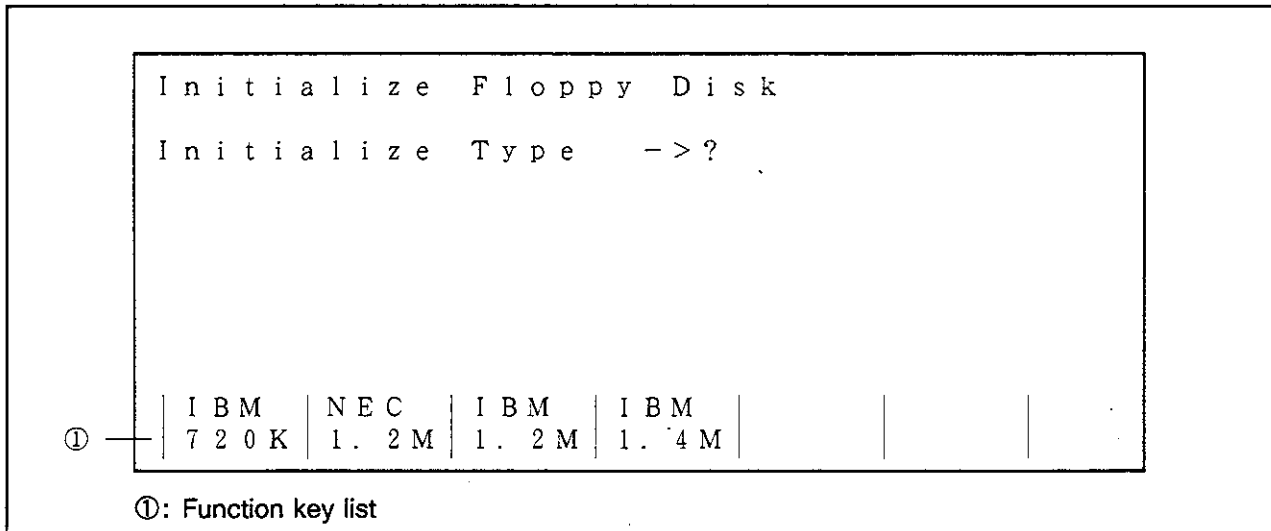 Initialize Floppy Disk
Initialize Type ->?
IBM NEC IBM IBM
① 720K 1. 2M 1. 2M 1. 4M
①: Function key list